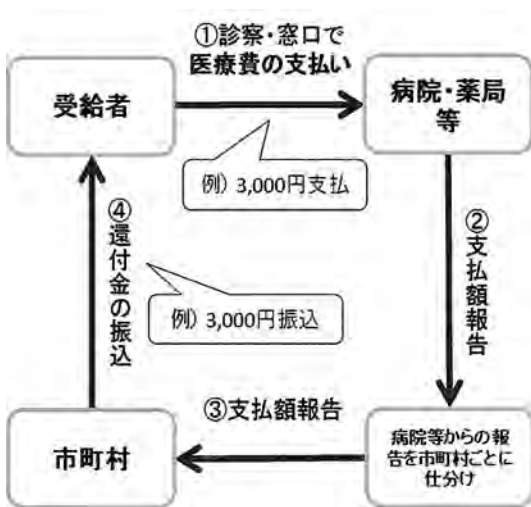 ①診察・窓口で
医療費の支払い
受給者
病院・薬局
等
例）3,000円支払
②支払額報告
④還付金の振込
例）3,000円振込
③支払額報告
市町村
病院等からの報
告を市町村ごとに
仕分け